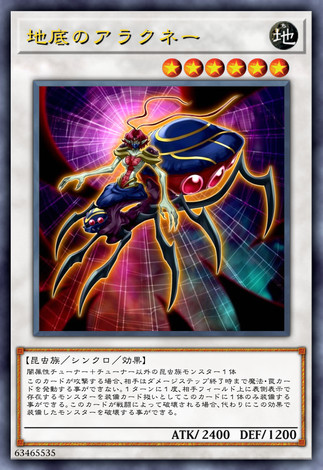 地底のアラクネー
地
【昆虫族／シンクロ／効果】
闇属性チューナー＋チューナー以外の昆虫族モンスター１体
このカードが攻撃する場合、相手はダメージステップ終了時まで魔法・罠カー
ドを発動する事ができない。１ターンに１度、相手フィールド上に表側表示で
存在するモンスターを装備カード扱いとしてこのカードに１体のみ装備する
事ができる。このカードが戦闘によって破壊される場合、代わりにこの効果で
装備したモンスターを破壊する事ができる。
ATK/ 2400 DEF/1200
63465535